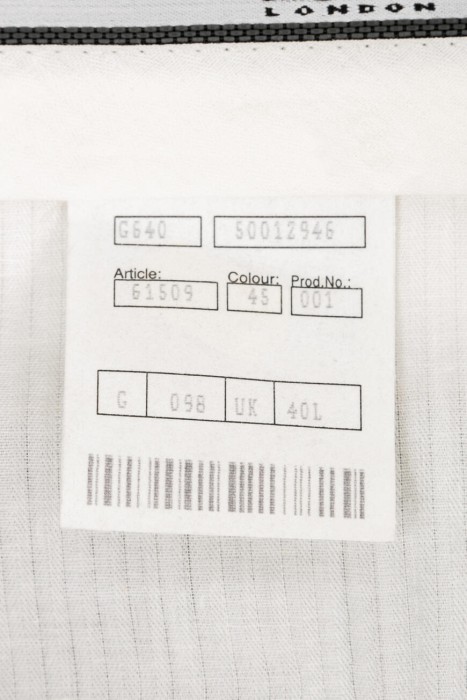 LONDON
G640 50012946
Article: Colour: Prod.No.:
61509 45 001
G 098 UK 40L